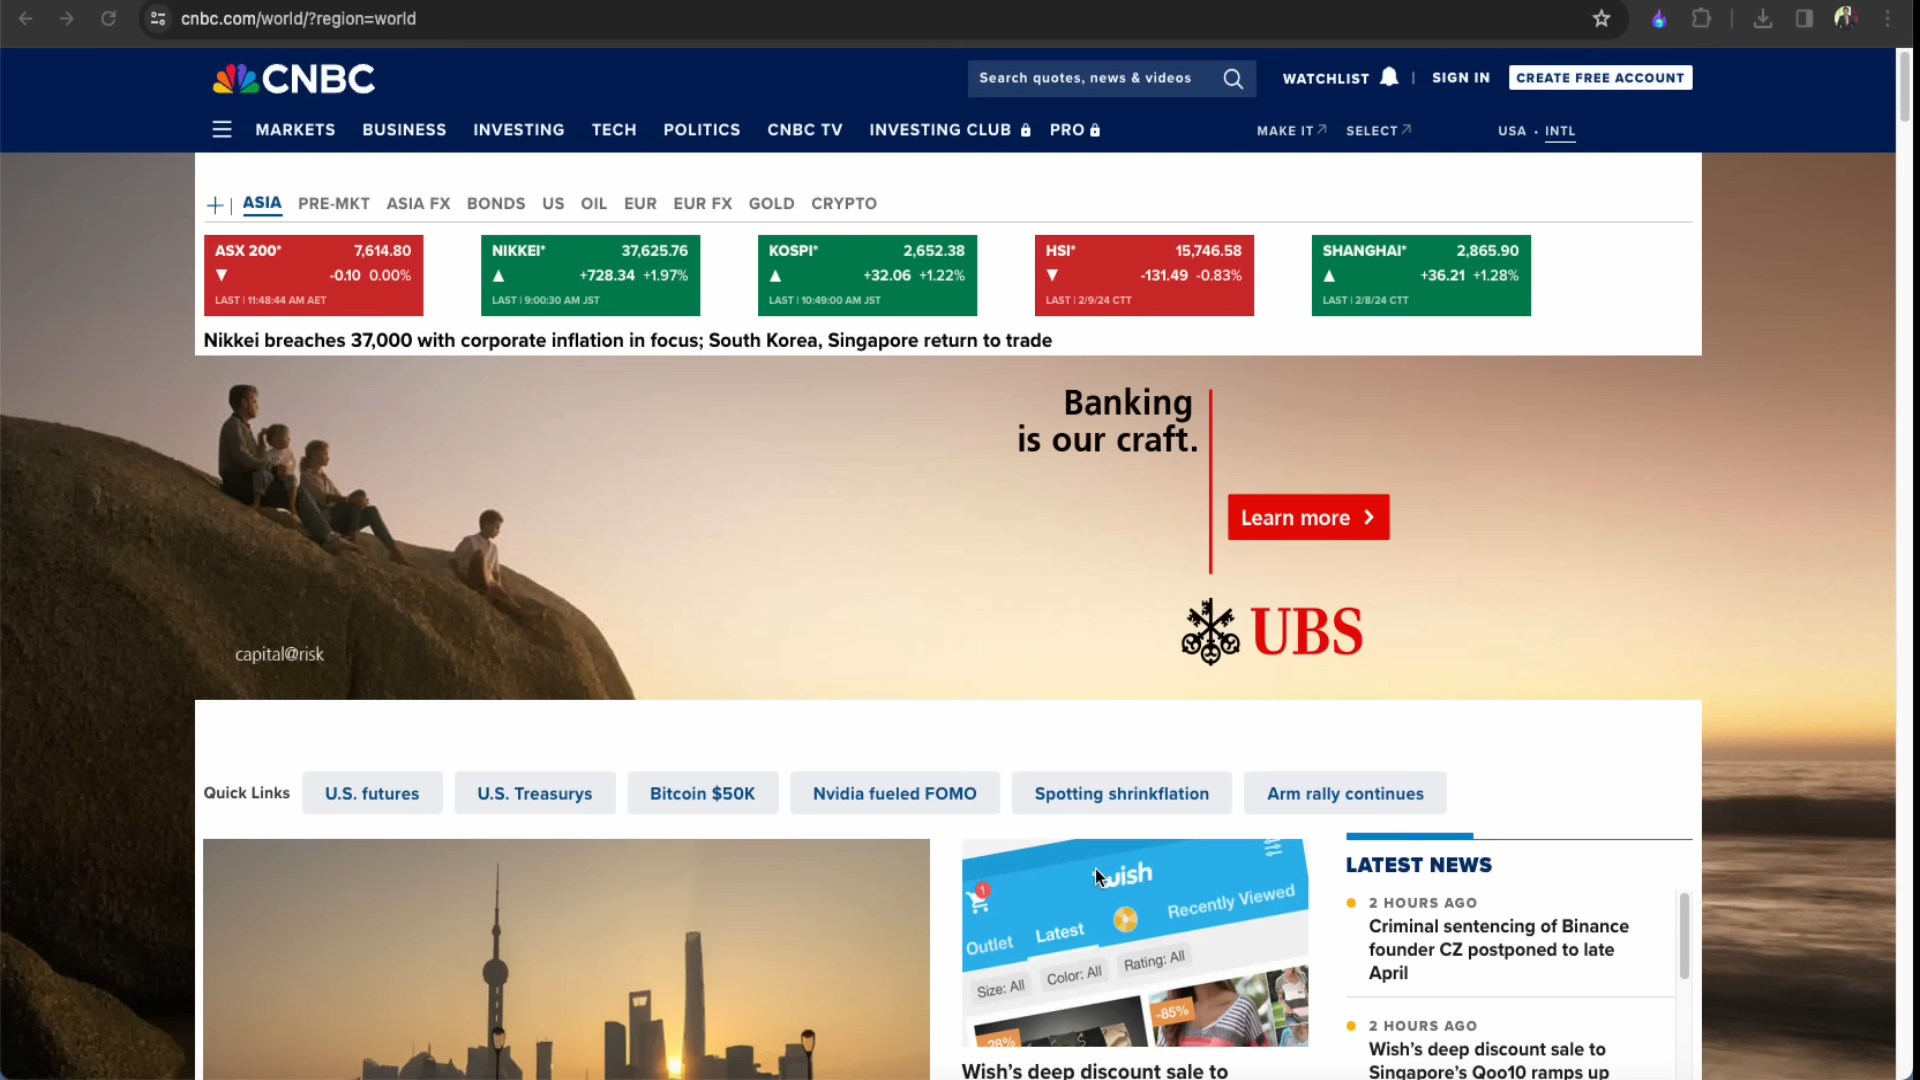 cnbc.com/world/?region=world
CNBC
Search quotes, news & videos
WATCHLIST
SIGN IN
CREATE FREE ACCOUNT
MARKETS BUSINESS INVESTING TECH POLITICS CNBC TV INVESTING CLUB PRO
MAKE IT SELECT
USA • INTL
ASIA PRE-MKT ASIA FX BONDS US OIL EUR EUR FX GOLD CRYPTO
ASX 200* 7,614.80
-0.10 0.00%
LAST | 11:48:44 AM AET
NIKKEI* 37,625.76
+728.34 +1.97%
LAST | 9:00:30 AM JST
KOSPI* 2,652.38
+32.06 +1.22%
LAST | 10:49:00 AM JST
HSI* 15,746.58
-131.49 -0.83%
LAST | 2/9/24 CTT
SHANGHAI* 2,865.90
+36.21 +1.28%
LAST | 2/8/24 CTT
Nikkei breaches 37,000 with corporate inflation in focus; South Korea, Singapore return to trade
Banking
is our craft.
Learn more
UBS
capital@risk
Quick Links
U.S. futures
U.S. Treasurys
Bitcoin $50K
Nvidia fueled FOMO
Spotting shrinkflation
Arm rally continues
wish
1
Outlet Latest Recently Viewed
Size: All Color: All Rating: All
-28%
-85%
Wish's deep discount sale to
LATEST NEWS
2 HOURS AGO
Criminal sentencing of Binance
founder CZ postponed to late
April
2 HOURS AGO
Wish's deep discount sale to
Singapore's Qoo10 ramps up